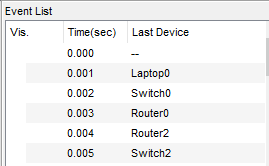 Event List
Vis. Time(sec) Last Device
0.000 --
0.001 Laptop0
0.002 Switch0
0.003 Router0
0.004 Router2
0.005 Switch2